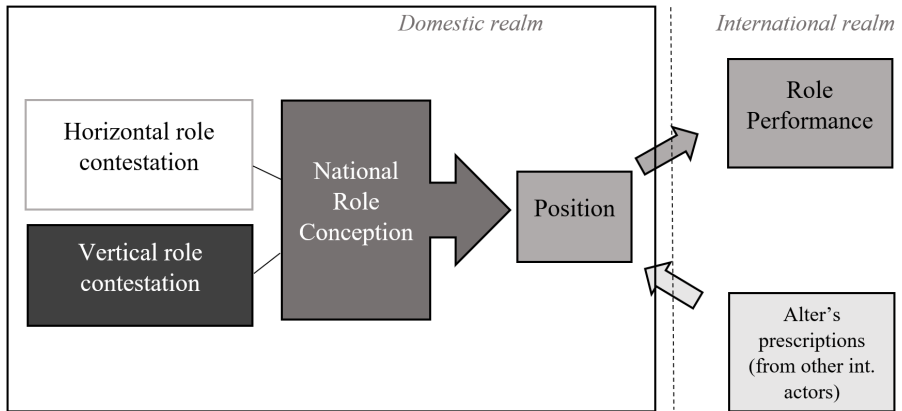 Domestic realm
International realm
Horizontal role
contestation
Vertical role
contestation
National
Role
Conception
Position
Role
Performance
Alter’s
prescriptions
(from other int.
actors)